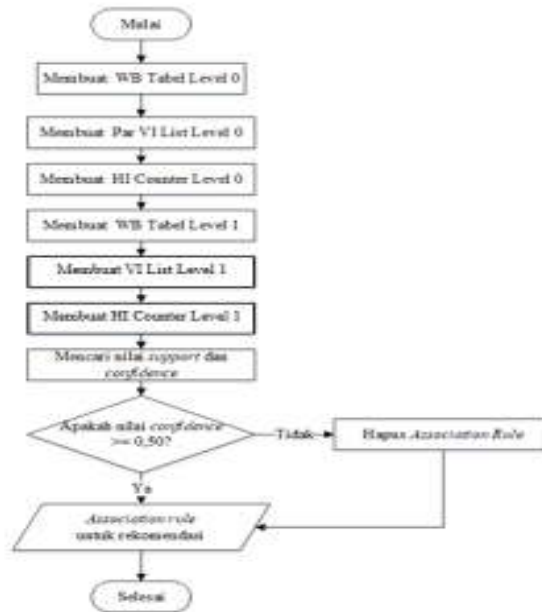 Mulai
Membuat WB Tabel Level 0
Membuat Par VI List Level 0
Membuat HI Counter Level 0
Membuat WB Tabel Level 1
Membuat VI List Level 1
Membuat HI Counter Level 1
Mencari nilai support dan
confidence
Apakah nilai confidence
>= 0,50?
Tidak
Hapus Association Role
Ya
Association role
untuk rekomendasi
Selesai